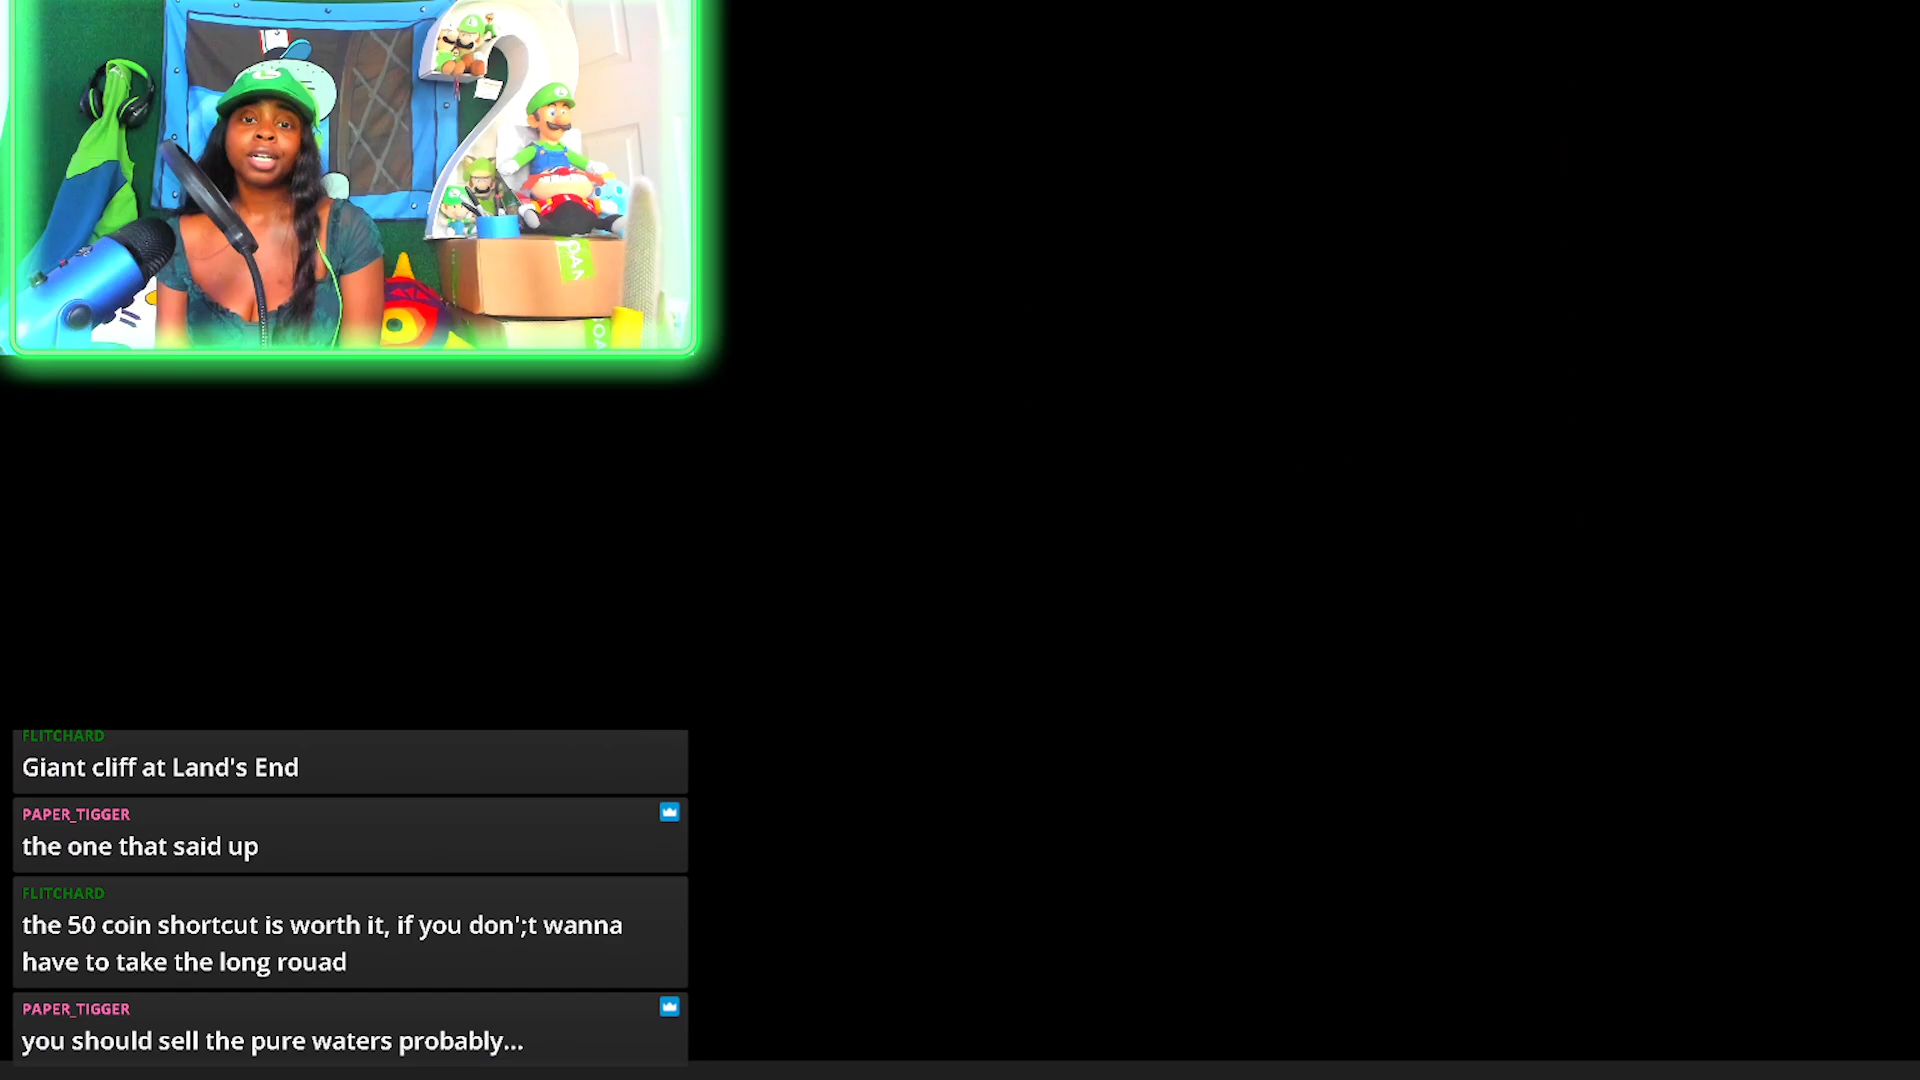 FLITCHARD
Giant cliff at Land's End
PAPER_TIGGER
the one that said up
FLITCHARD
the 50 coin shortcut is worth it, if you don';t wanna
have to take the long rouad
PAPER_TIGGER
you should sell the pure waters probably...